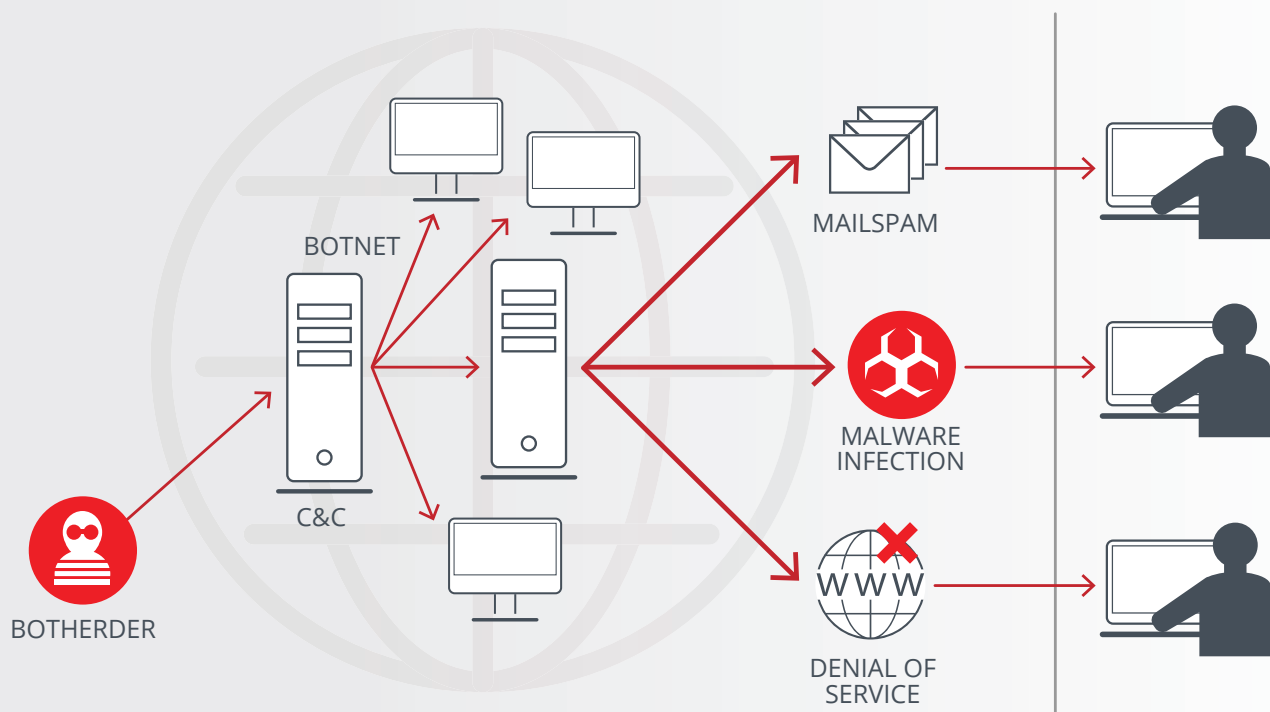 BOTNET
C&C
BOTHERDER
MAILSPAM
MALWARE
INFECTION
WWW
DENIAL OF
SERVICE